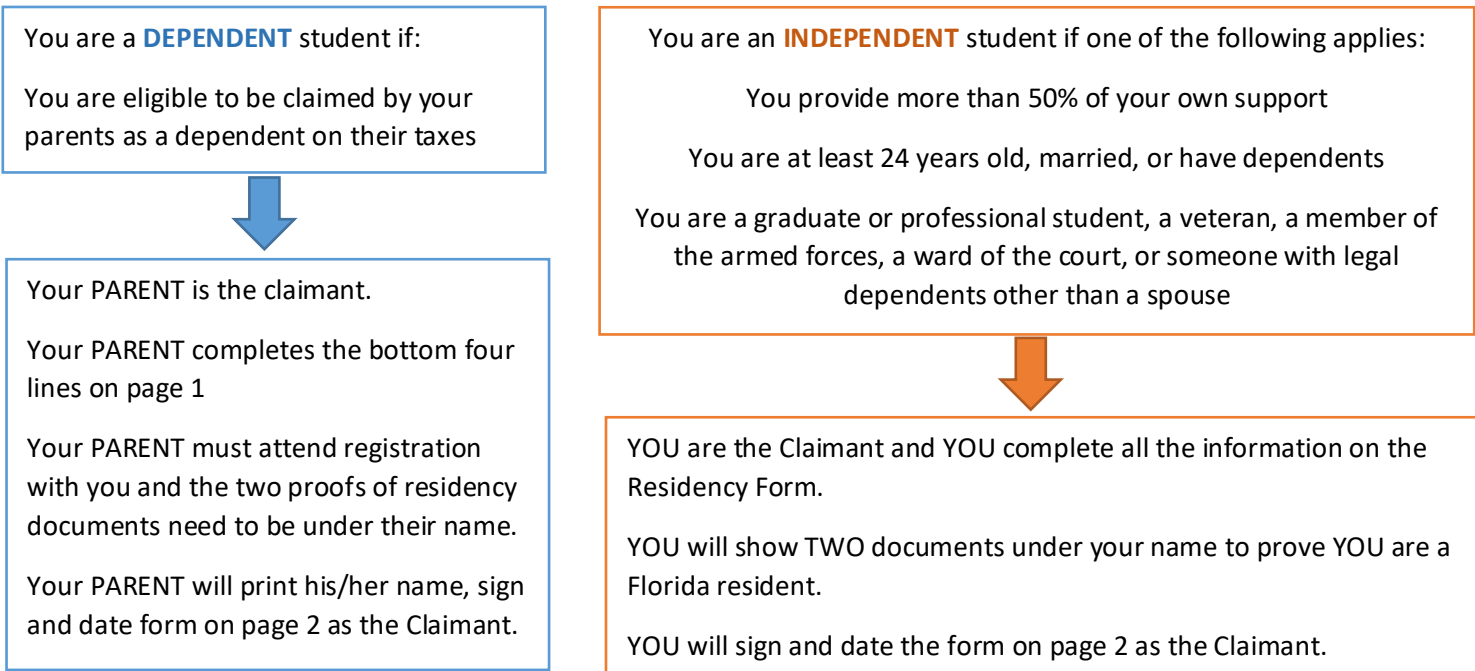 You are a DEPENDENT student if:
You are eligible to be claimed by your
parents as a dependent on their taxes
Your PARENT is the claimant.
Your PARENT completes the bottom four
lines on page 1
Your PARENT must attend registration
with you and the two proofs of residency
documents need to be under their name.
Your PARENT will print his/her name, sign
and date form on page 2 as the Claimant.
You are an INDEPENDENT student if one of the following applies:
You provide more than 50% of your own support
You are at least 24 years old, married, or have dependents
You are a graduate or professional student, a veteran, a member of
the armed forces, a ward of the court, or someone with legal
dependents other than a spouse
YOU are the Claimant and YOU complete all the information on the
Residency Form.
YOU will show TWO documents under your name to prove YOU are a
Florida resident.
YOU will sign and date the form on page 2 as the Claimant.